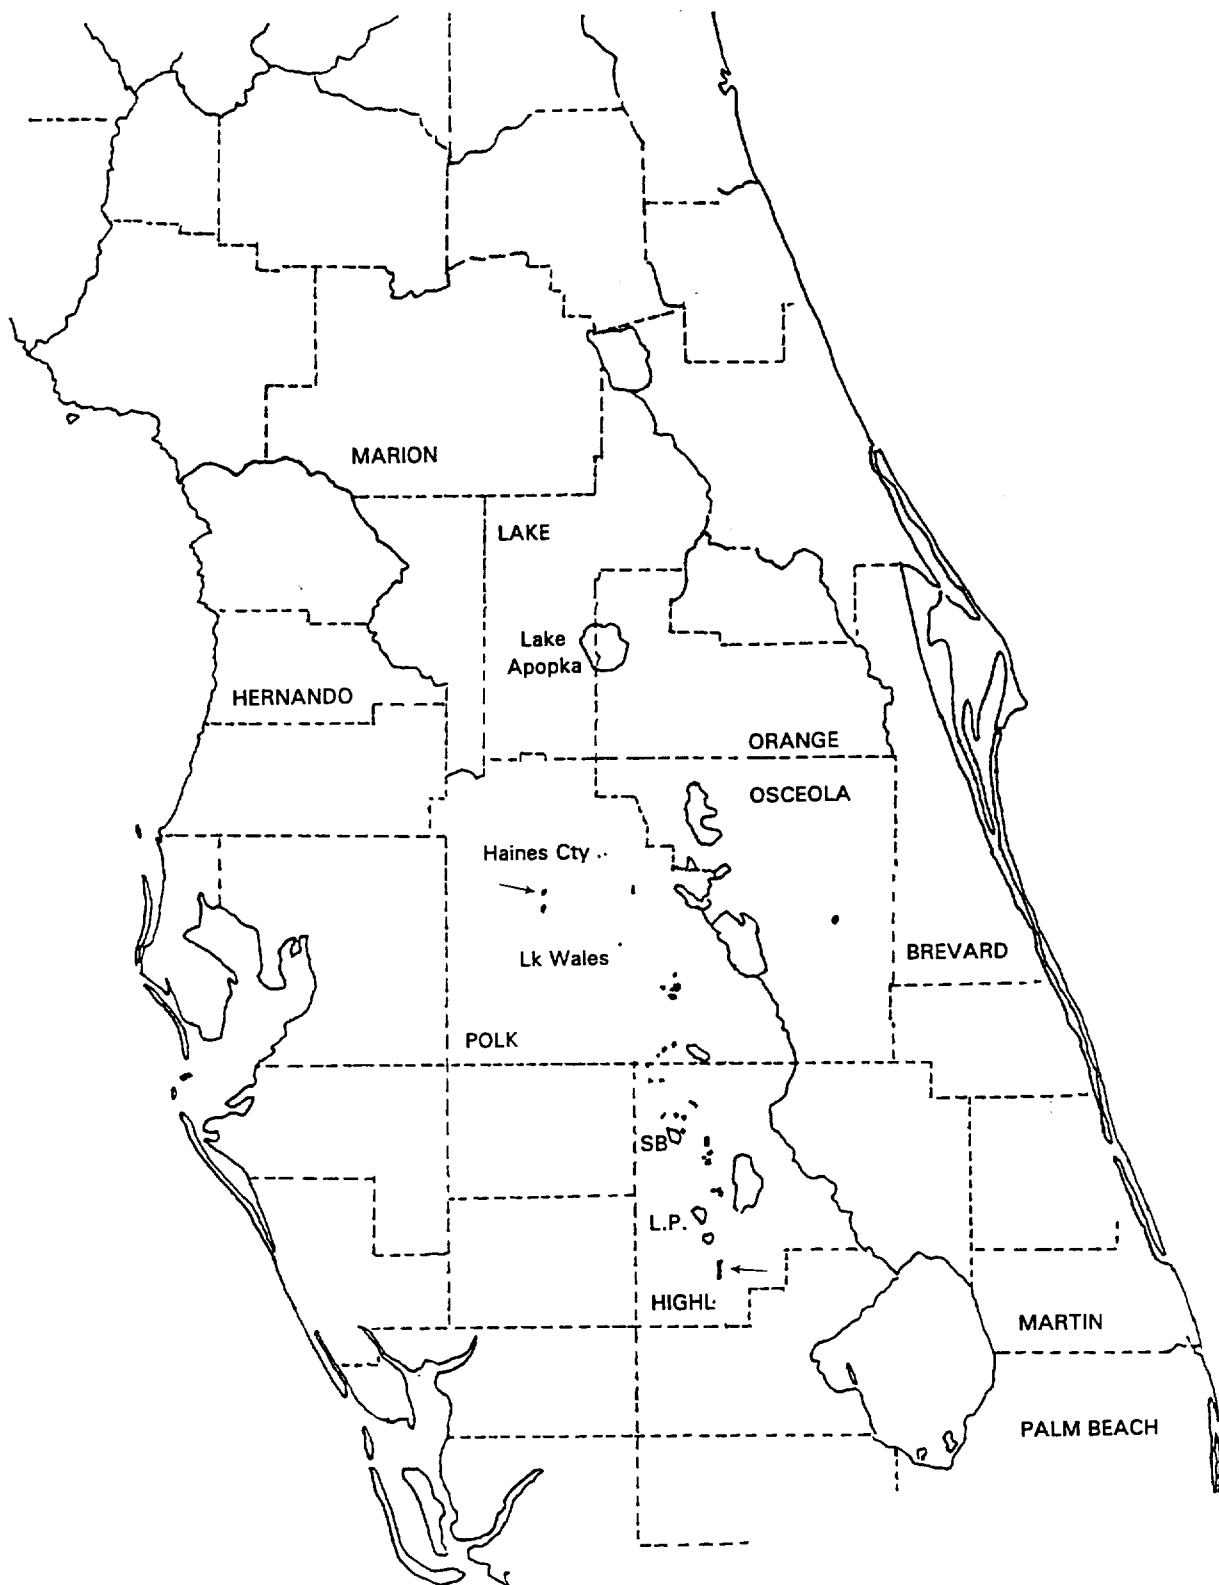 MARION
LAKE
Lake
Apopka
HERNANDO
ORANGE
OSCEOLA
Haines Cty
BREVARD
Lk Wales
POLK
SB
L.P.
HIGHL
MARTIN
PALM BEACH